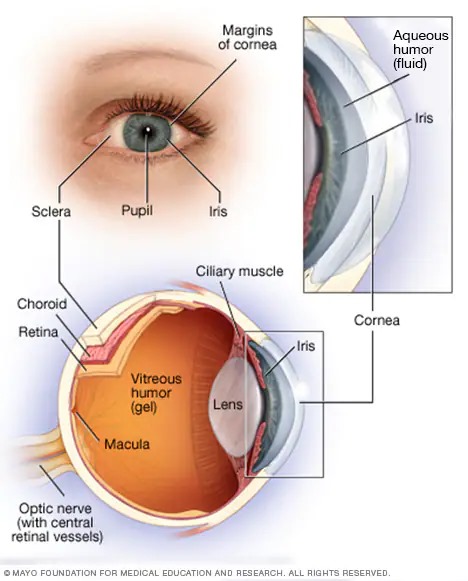 Margins
of cornea
Aqueous
humor
(fluid)
Iris
Sclera
Pupil
Iris
Ciliary muscle
Choroid
Retina
Cornea
Iris
Vitreous
humor
(gel)
Lens
Macula
Optic nerve
(with central
retinal vessels)
© MAYO FOUNDATION FOR MEDICAL EDUCATION AND RESEARCH. ALL RIGHTS RESERVED.